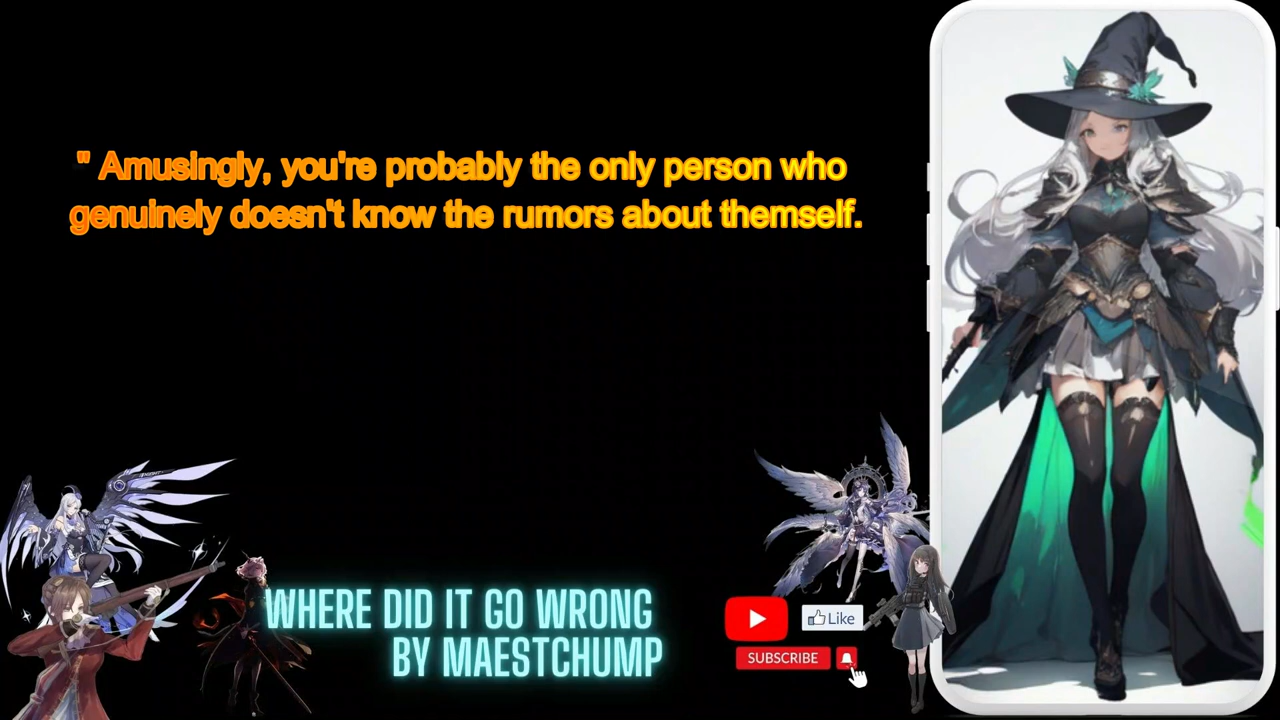 " Amusingly, you're probably the only person who
genuinely doesn't know the rumors about themself.
WHERE DID IT GO WRONG
BY MAESTCHUMP
Like
SUBSCRIBE